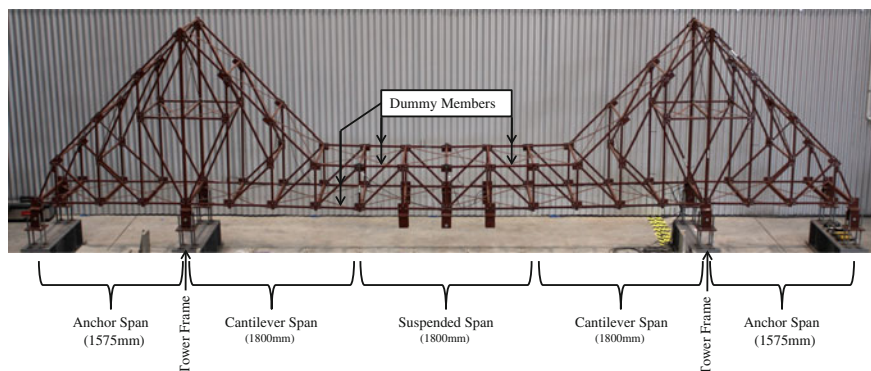 Dummy Members
Anchor Span
(1575mm)
Tower Frame
Cantilever Span
(1800mm)
Suspended Span
(1800mm)
Cantilever Span
(1800mm)
Tower Frame
Anchor Span
(1575mm)